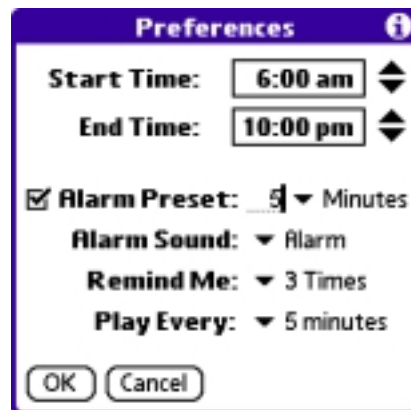 Preferences
Start Time: 6:00 am
End Time: 10:00 pm
Alarm Preset: 5 Minutes
Alarm Sound: Alarm
Remind Me: 3 Times
Play Every: 5 minutes
OK Cancel